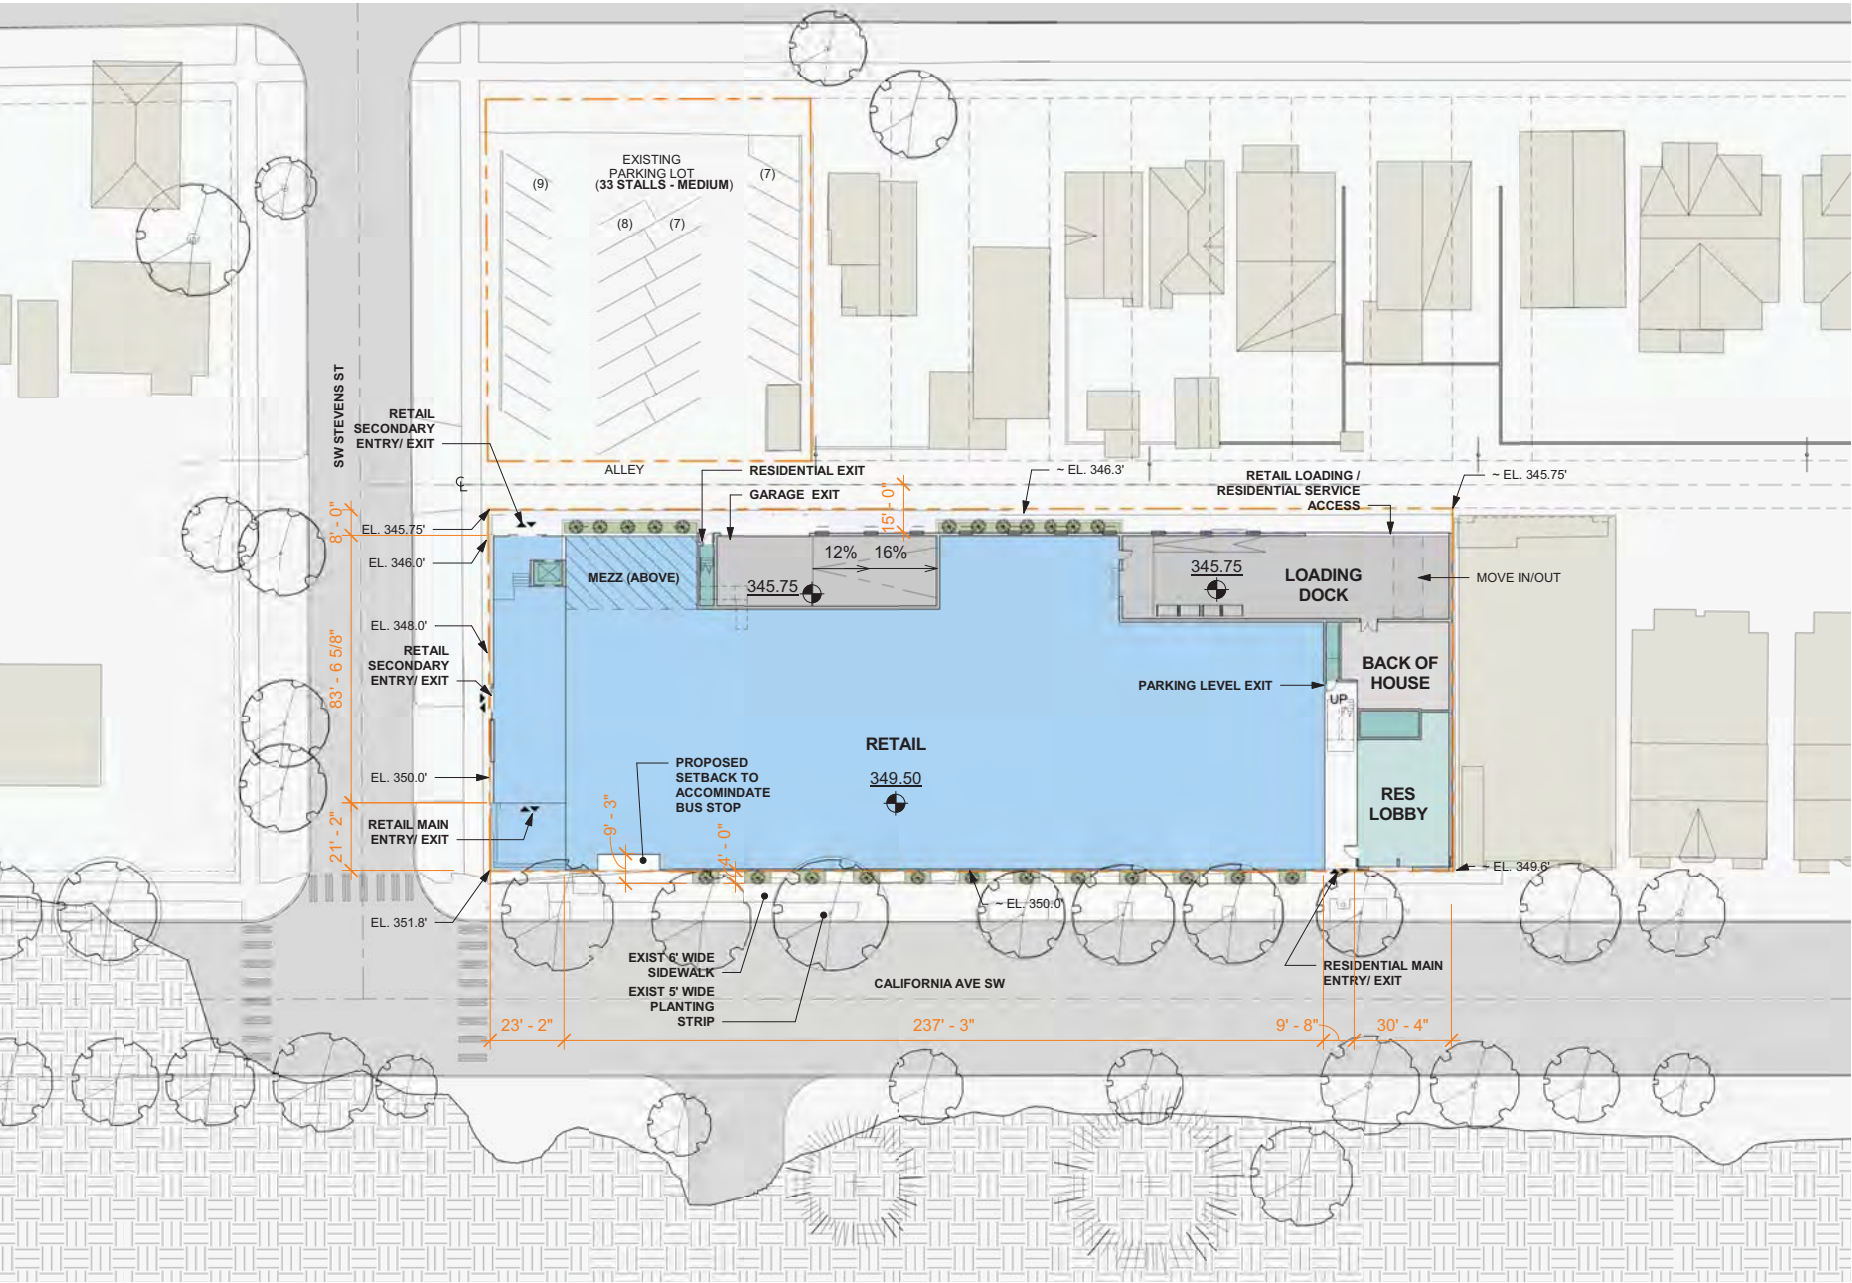 EXISTING
PARKING LOT
(33 STALLS - MEDIUM)
(9)
(7)
(8)
(7)
SW STEVENS ST
RETAIL
SECONDARY
ENTRY/ EXIT
ALLEY
RESIDENTIAL EXIT
GARAGE EXIT
15' - 0"
~ EL. 346.3'
RETAIL LOADING /
RESIDENTIAL SERVICE
ACCESS
~ EL. 345.75'
8' - 0"
EL. 345.75'
EL. 346.0'
MEZZ (ABOVE)
12%
16%
345.75
345.75
LOADING
DOCK
MOVE IN/OUT
EL. 348.0'
RETAIL
SECONDARY
ENTRY/ EXIT
83' - 6 5/8"
BACK OF
HOUSE
PARKING LEVEL EXIT
UP
RETAIL
349.50
PROPOSED
SETBACK TO
ACCOMINDATE
BUS STOP
EL. 350.0'
RES
LOBBY
9' - 3"
4' - 0"
RETAIL MAIN
ENTRY/ EXIT
21' - 2"
~ EL. 349.6'
~ EL. 350.0'
EL. 351.8'
EXIST 6' WIDE
SIDEWALK
EXIST 5' WIDE
PLANTING
STRIP
CALIFORNIA AVE SW
RESIDENTIAL MAIN
ENTRY/ EXIT
23' - 2"
237' - 3"
9' - 8"
30' - 4"